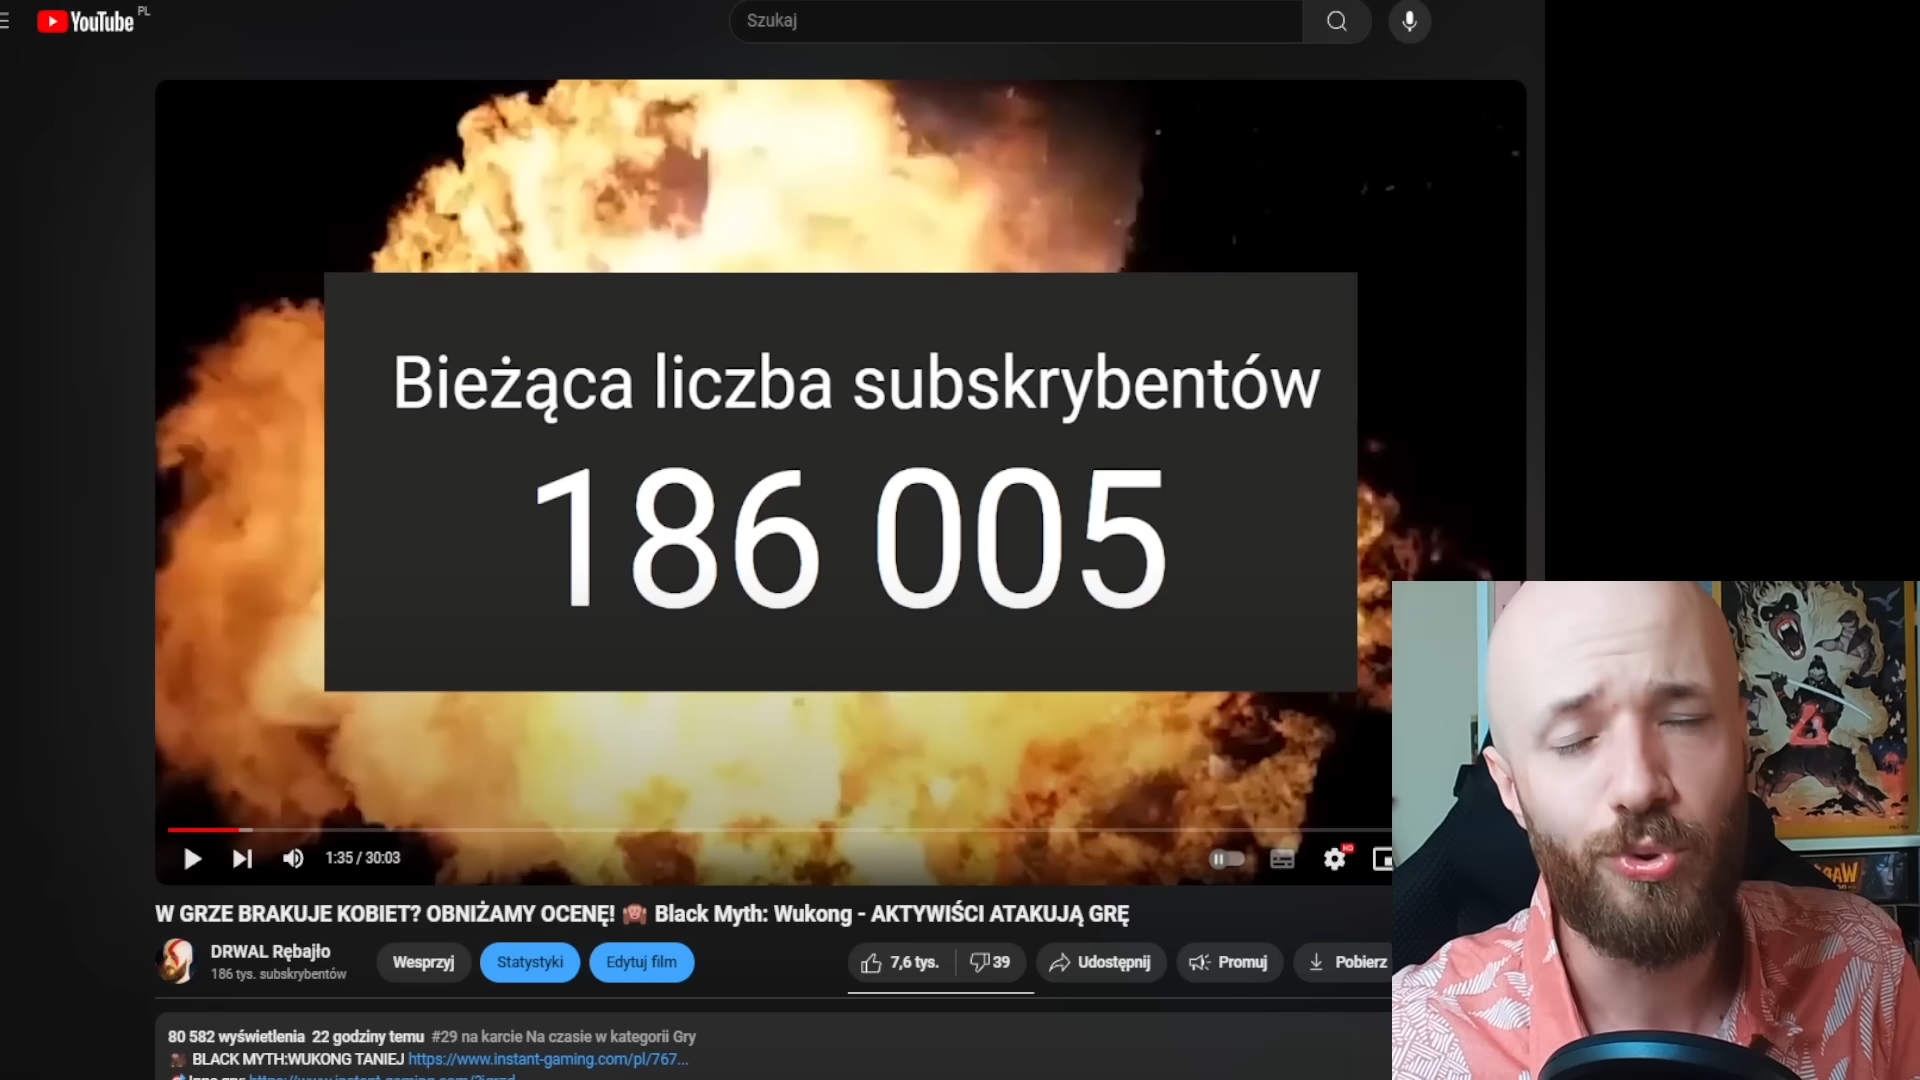 YouTube PL
Szukaj
Bieżąca liczba subskrybentów
186 005
1:35 / 30:03
HD
W GRZE BRAKUJE KOBIET? OBNIŻAMY OCENĘ! 🙉 Black Myth: Wukong - AKTYWIŚCI ATAKUJĄ GRĘ
DRWAL Rębajło
186 tys. subskrybentów
Wesprzyj
Statystyki
Edytuj film
7,6 tys.
39
Udostępnij
Promuj
Pobierz
80 582 wyświetlenia 22 godziny temu #29 na karcie Na czasie w kategorii Gry
BLACK MYTH:WUKONG TANIEJ https://www.instant-gaming.com/pl/767...